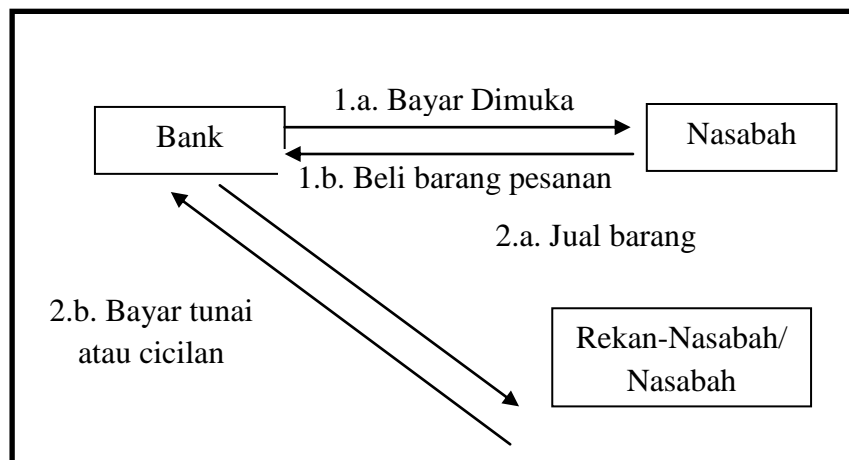 1.a. Bayar Dimuka
Bank
Nasabah
1.b. Beli barang pesanan
2.a. Jual barang
2.b. Bayar tunai
atau cicilan
Rekan-Nasabah/
Nasabah